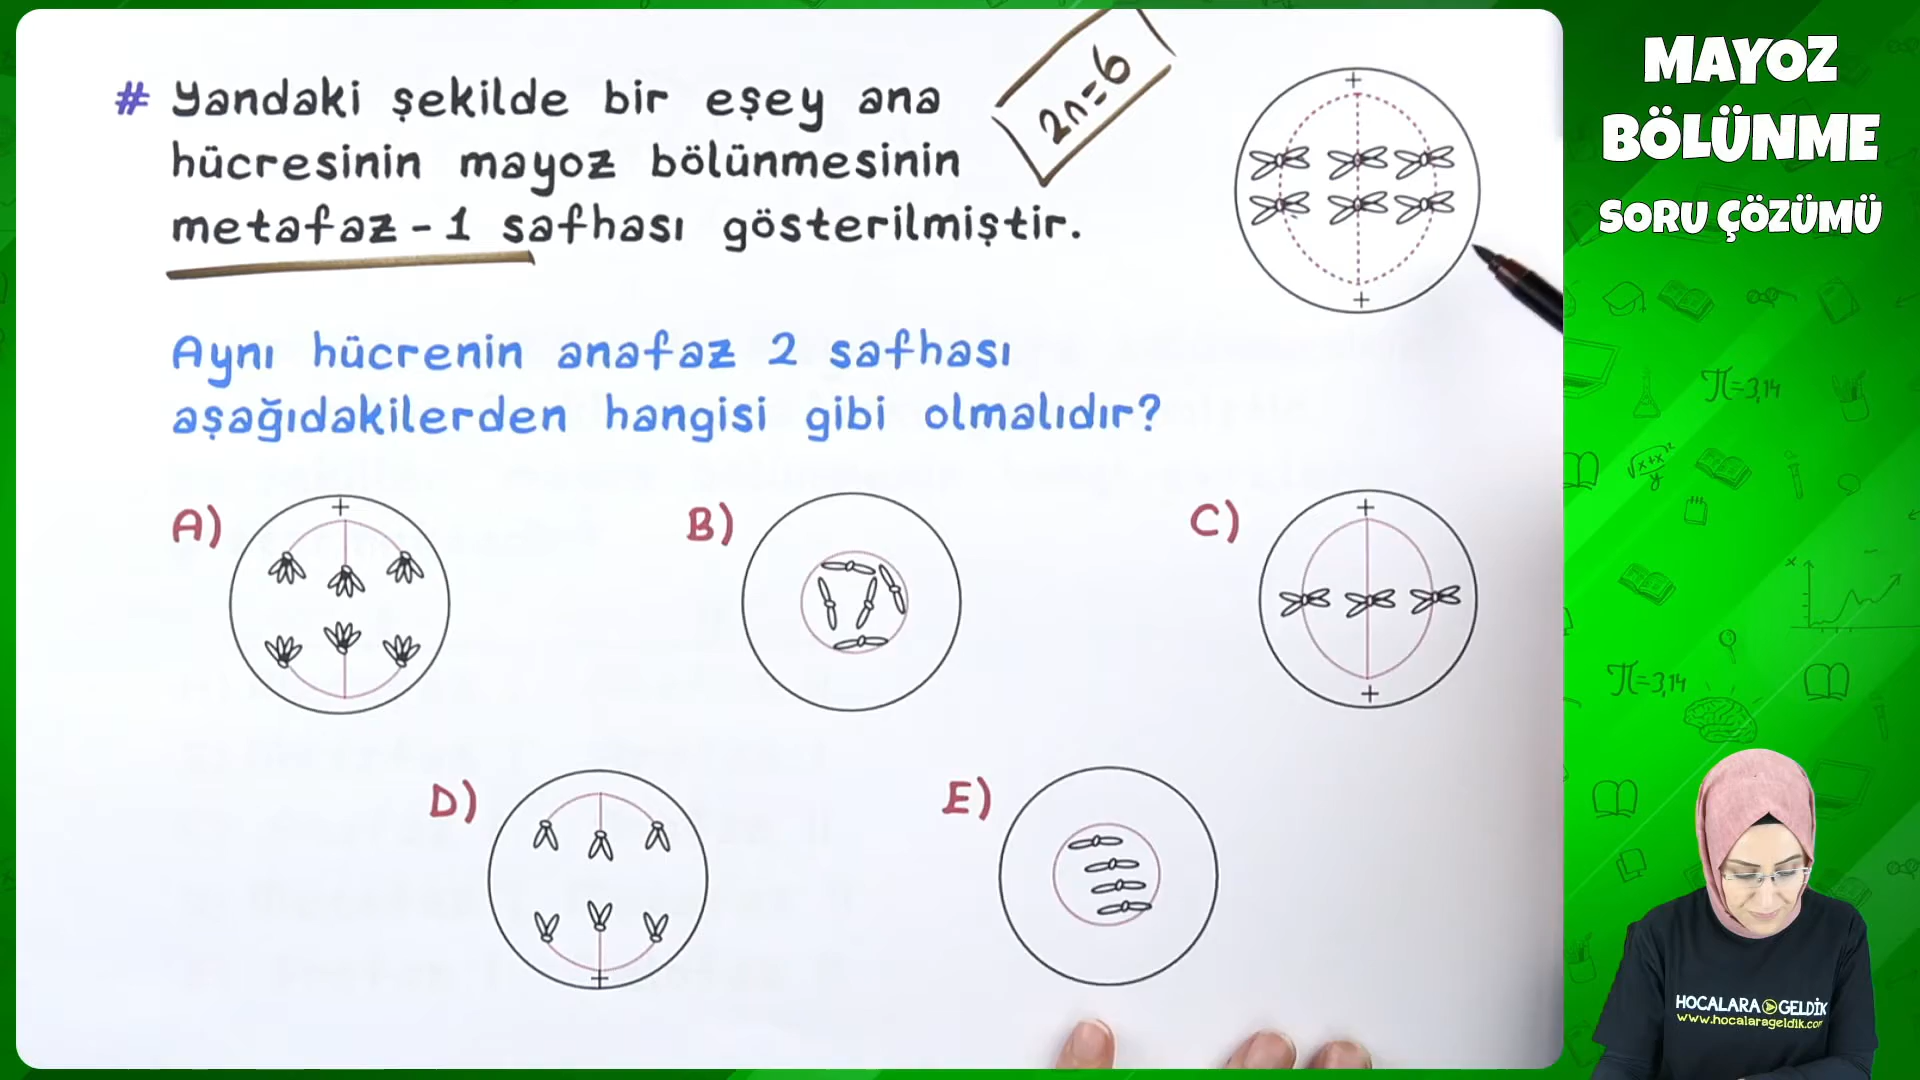 # Yandaki şekilde bir eşey ana
hücresinin mayoz bölünmesinin
metafaz-1 safhası gösterilmiştir.
2n=6
Aynı hücrenin anafaz 2 safhası
aşağıdakilerden hangisi gibi olmalıdır?
A)
B)
C)
D)
E)
MAYOZ
BÖLÜNME
SORU ÇÖZÜMÜ
π=3,14
π=3,14
HOCALARA GELDİK
www.hocalarageldik.com